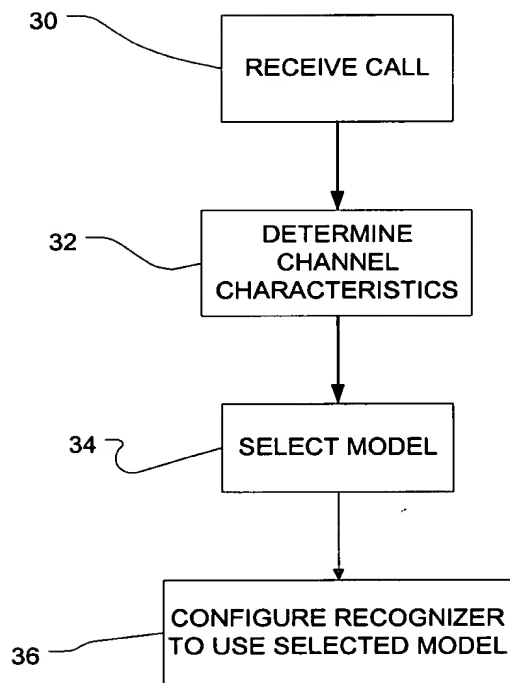 30
RECEIVE CALL
32
DETERMINE
CHANNEL
CHARACTERISTICS
34
SELECT MODEL
36
CONFIGURE RECOGNIZER
TO USE SELECTED MODEL